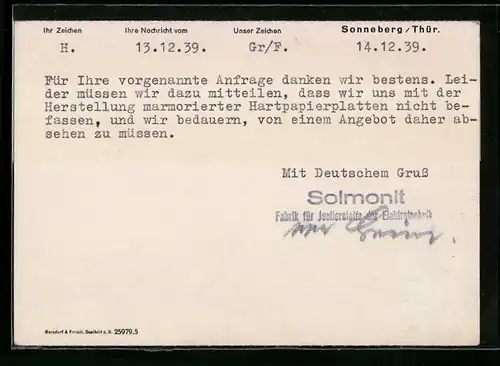 Ihr Zeichen Ihre Nachricht vom Unser Zeichen Sonneberg/Thür.
H. 13.12.39. Gr/F. 14.12.39.
Für Ihre vorgenannte Anfrage danken wir bestens. Lei-
der müssen wir dazu mitteilen, dass wir uns mit der
Herstellung marmorierter Hartpapierplatten nicht be-
fassen, und wir bedauern, von einem Angebot daher ab-
sehen zu müssen.
Mit Deutschem Gruß
Solmonit
Fabrik für Isolierstoffe der Elektrotechnik
25979.5